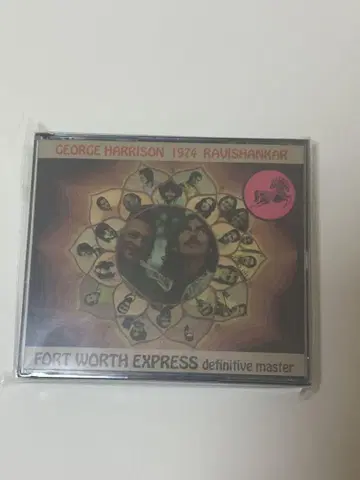 GEORGE HARRISON 1974 RAVISHANKAR
FORT WORTH EXPRESS definitive master